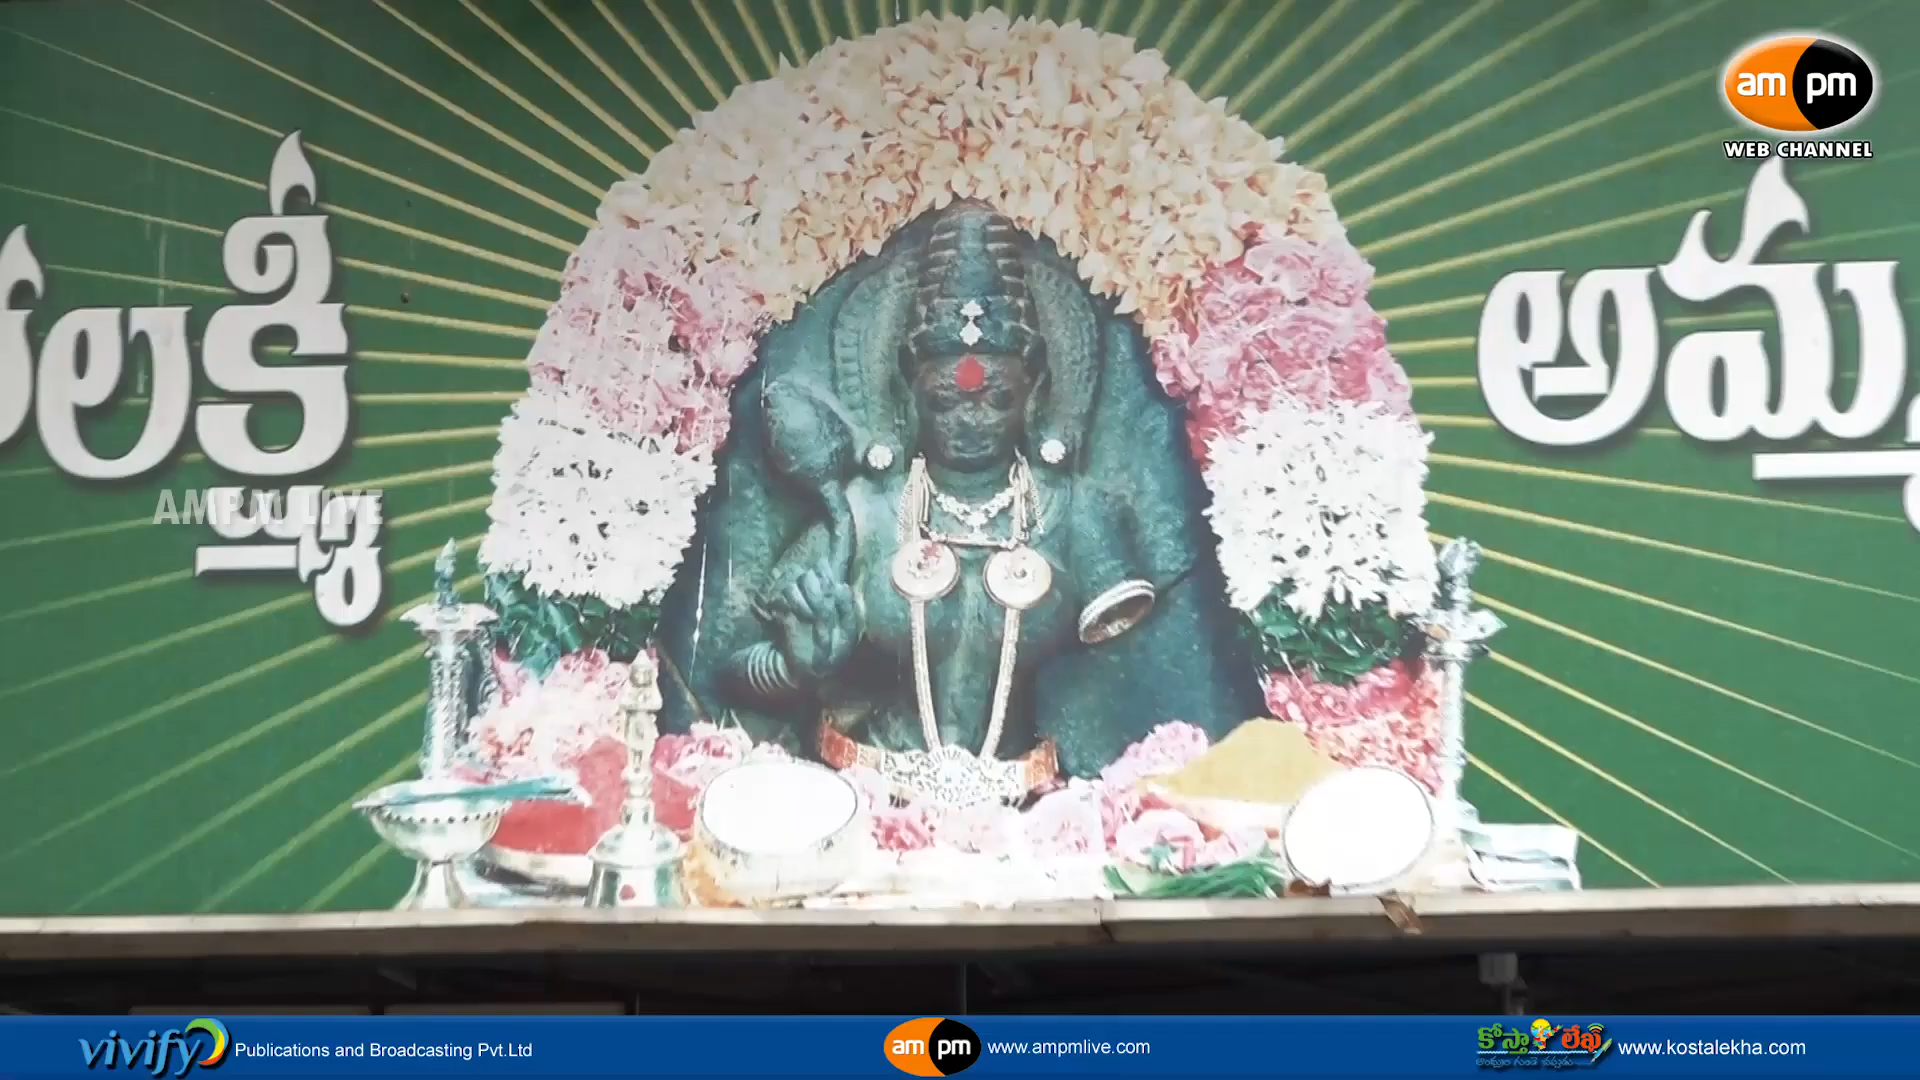 am pm
WEB CHANNEL
లక్ష్మీ
అమ్మ
AMPM LIVE
vivify Publications and Broadcasting Pvt.Ltd
am pm www.ampmlive.com
కోస్తా లేఖ www.kostalekha.com